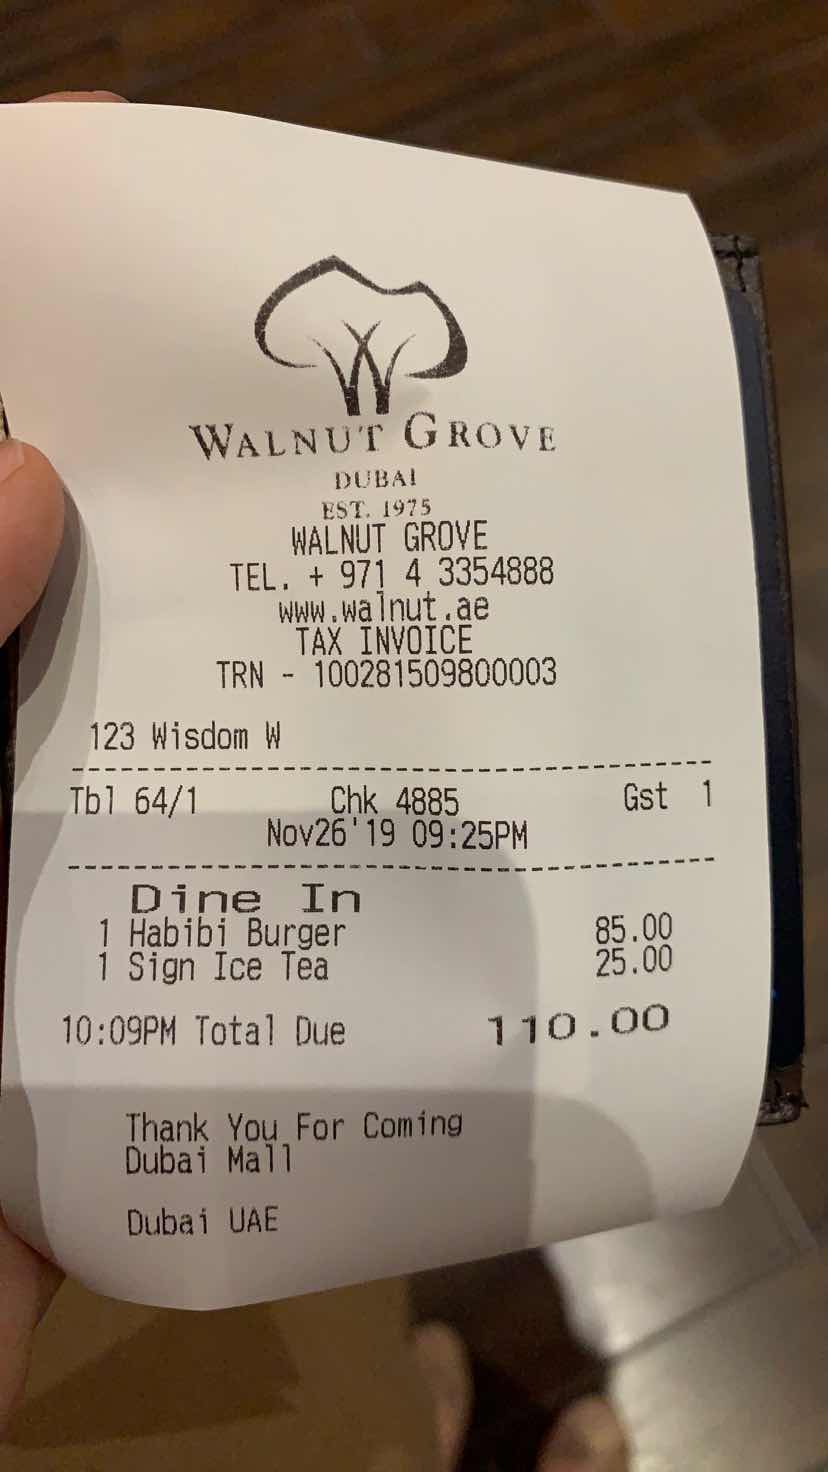 WALNUT GROVE
DUBAI
EST. 1975
WALNUT GROVE
TEL. + 971 4 3354888
www.walnut.ae
TAX INVOICE
TRN - 100281509800003
123 Wisdom W
Tbl 64/1 Chk 4885 Gst 1
Nov26'19 09:25PM
Dine In
1 Habibi Burger 85.00
1 Sign Ice Tea 25.00
10:09PM Total Due 110.00
Thank You For Coming
Dubai Mall
Dubai UAE